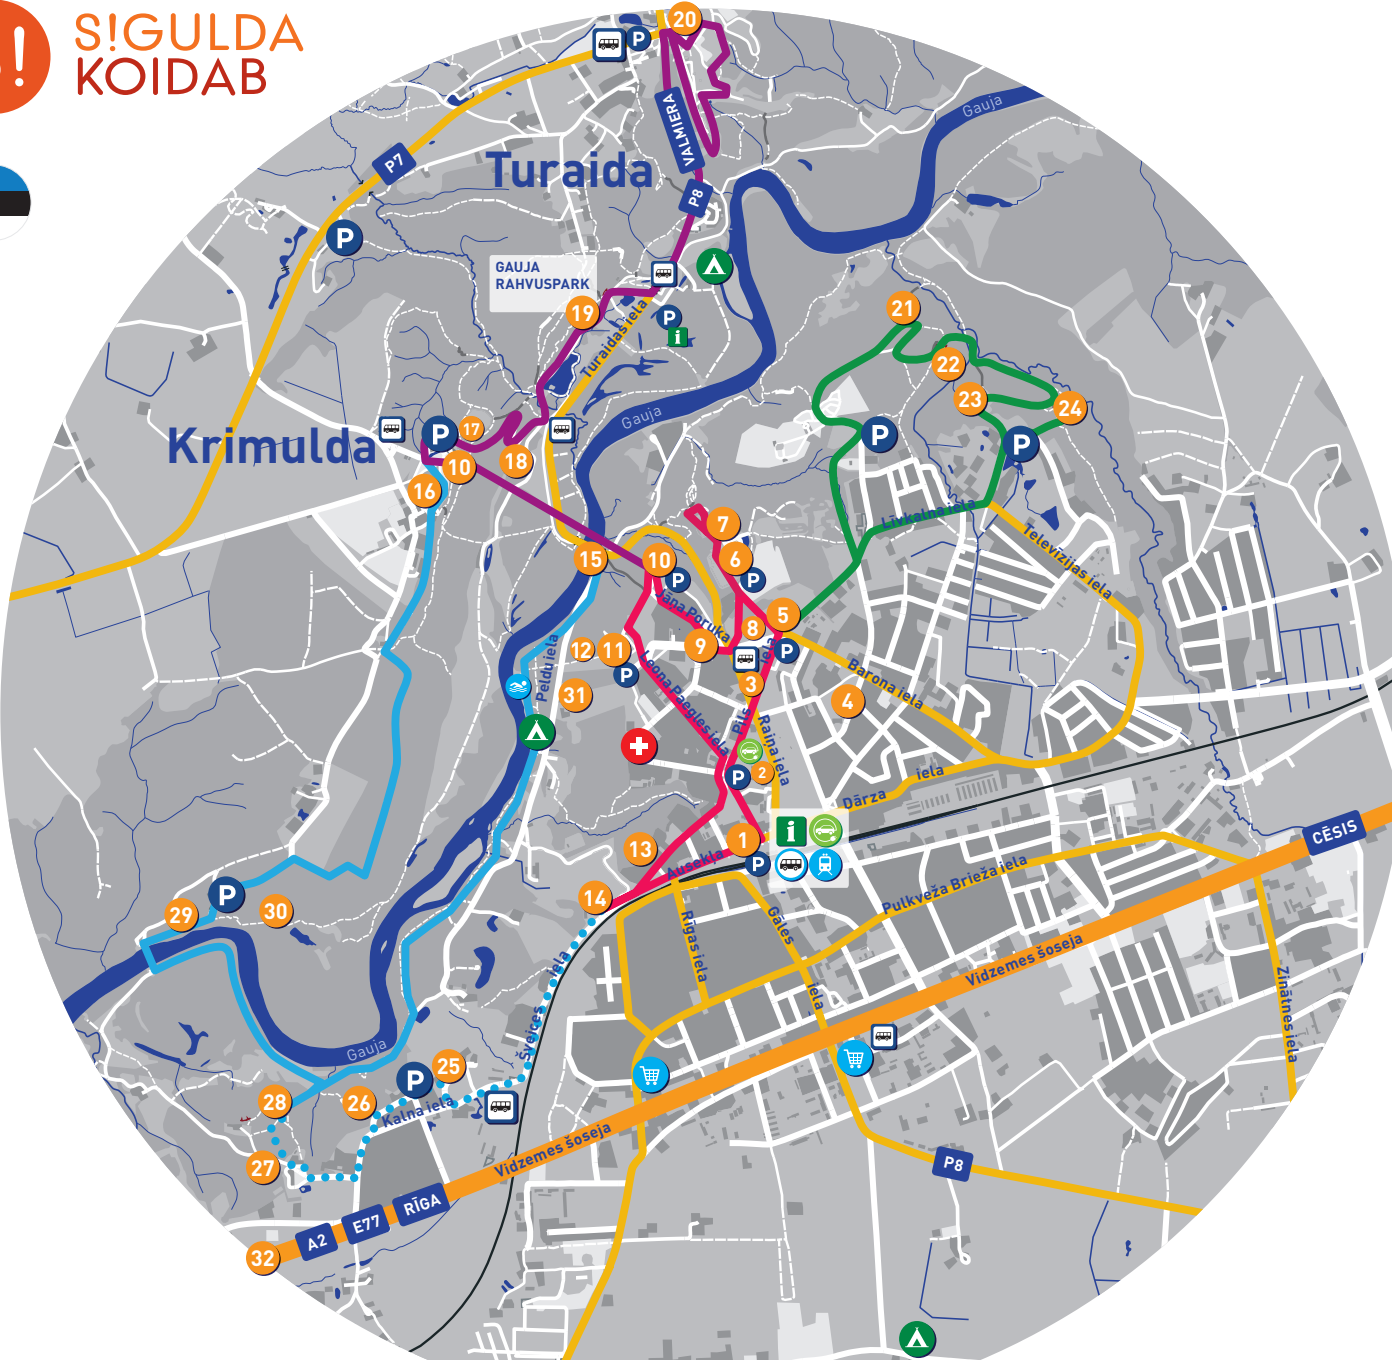 !
S!GULDA
KOIDAB
20
P
VALMIERA
Gauja
P7
Turaida
P8
P
GAUJA
RAHVUSPARK
19
P
i
Turaidas iela
21
22
23
24
Gauja
Krimulda
P
17
10
18
16
P
P
Līvkalna iela
Televīzijas iela
7
6
P
15
10
P
Jāna Poruka
iela
5
8
9
P
12
11
P
Leona Paegles iela
Peldu iela
31
3
4
Barona iela
Pils
Raiņa iela
P
2
Dārza
iela
i
1
P
13
Ausekļa
14
CĒSIS
Pulkveža Brieža iela
Vidzemes šoseja
Rīgas iela
Gāles
iela
Zinātnes iela
P
29
30
Šveices
iela
Gauja
25
P
26
28
Kalna iela
27
Vidzemes šoseja
P8
RĪGA
E77
A2
32